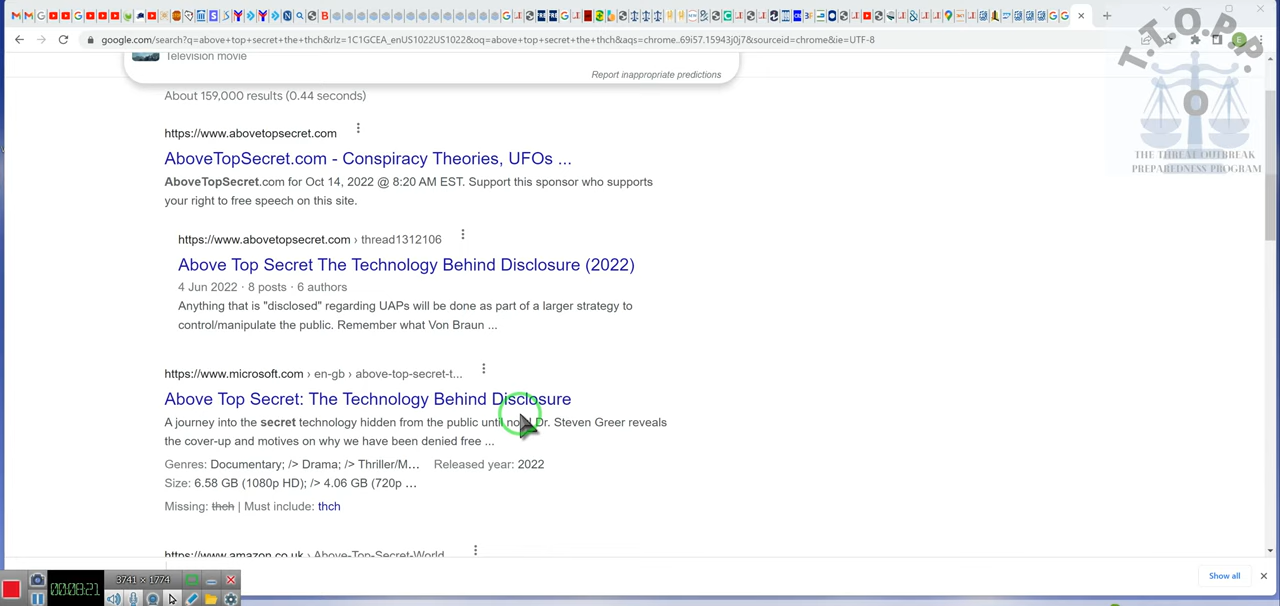 google.com/search?q=above+top+secret+the+thch&rlz=1C1GCEA_enUS1022US1022&oq=above+top+secret+the+thch&aqs=chrome..69i57.15943j0j7&sourceid=chrome&ie=UTF-8
T.T.O.P.P.
O
THE THREAT OUTBREAK
PREPAREDNESS PROGRAM
Television movie
Report inappropriate predictions
About 159,000 results (0.44 seconds)
https://www.abovetopsecret.com
AboveTopSecret.com - Conspiracy Theories, UFOs ...
AboveTopSecret.com for Oct 14, 2022 @ 8:20 AM EST. Support this sponsor who supports
your right to free speech on this site.
https://www.abovetopsecret.com › thread1312106
Above Top Secret The Technology Behind Disclosure (2022)
4 Jun 2022 · 8 posts · 6 authors
Anything that is "disclosed" regarding UAPs will be done as part of a larger strategy to
control/manipulate the public. Remember what Von Braun ...
https://www.microsoft.com › en-gb › above-top-secret-t...
Above Top Secret: The Technology Behind Disclosure
A journey into the secret technology hidden from the public until Dr. Steven Greer reveals
the cover-up and motives on why we have been denied free ...
Genres: Documentary; /> Drama; /> Thriller/M... Released year: 2022
Size: 6.58 GB (1080p HD); /> 4.06 GB (720p ...
Missing: thch | Must include: thch
https://www.amazon.co.uk › Above-Top-Secret-World
Show all
3741 × 1774
00:08:21